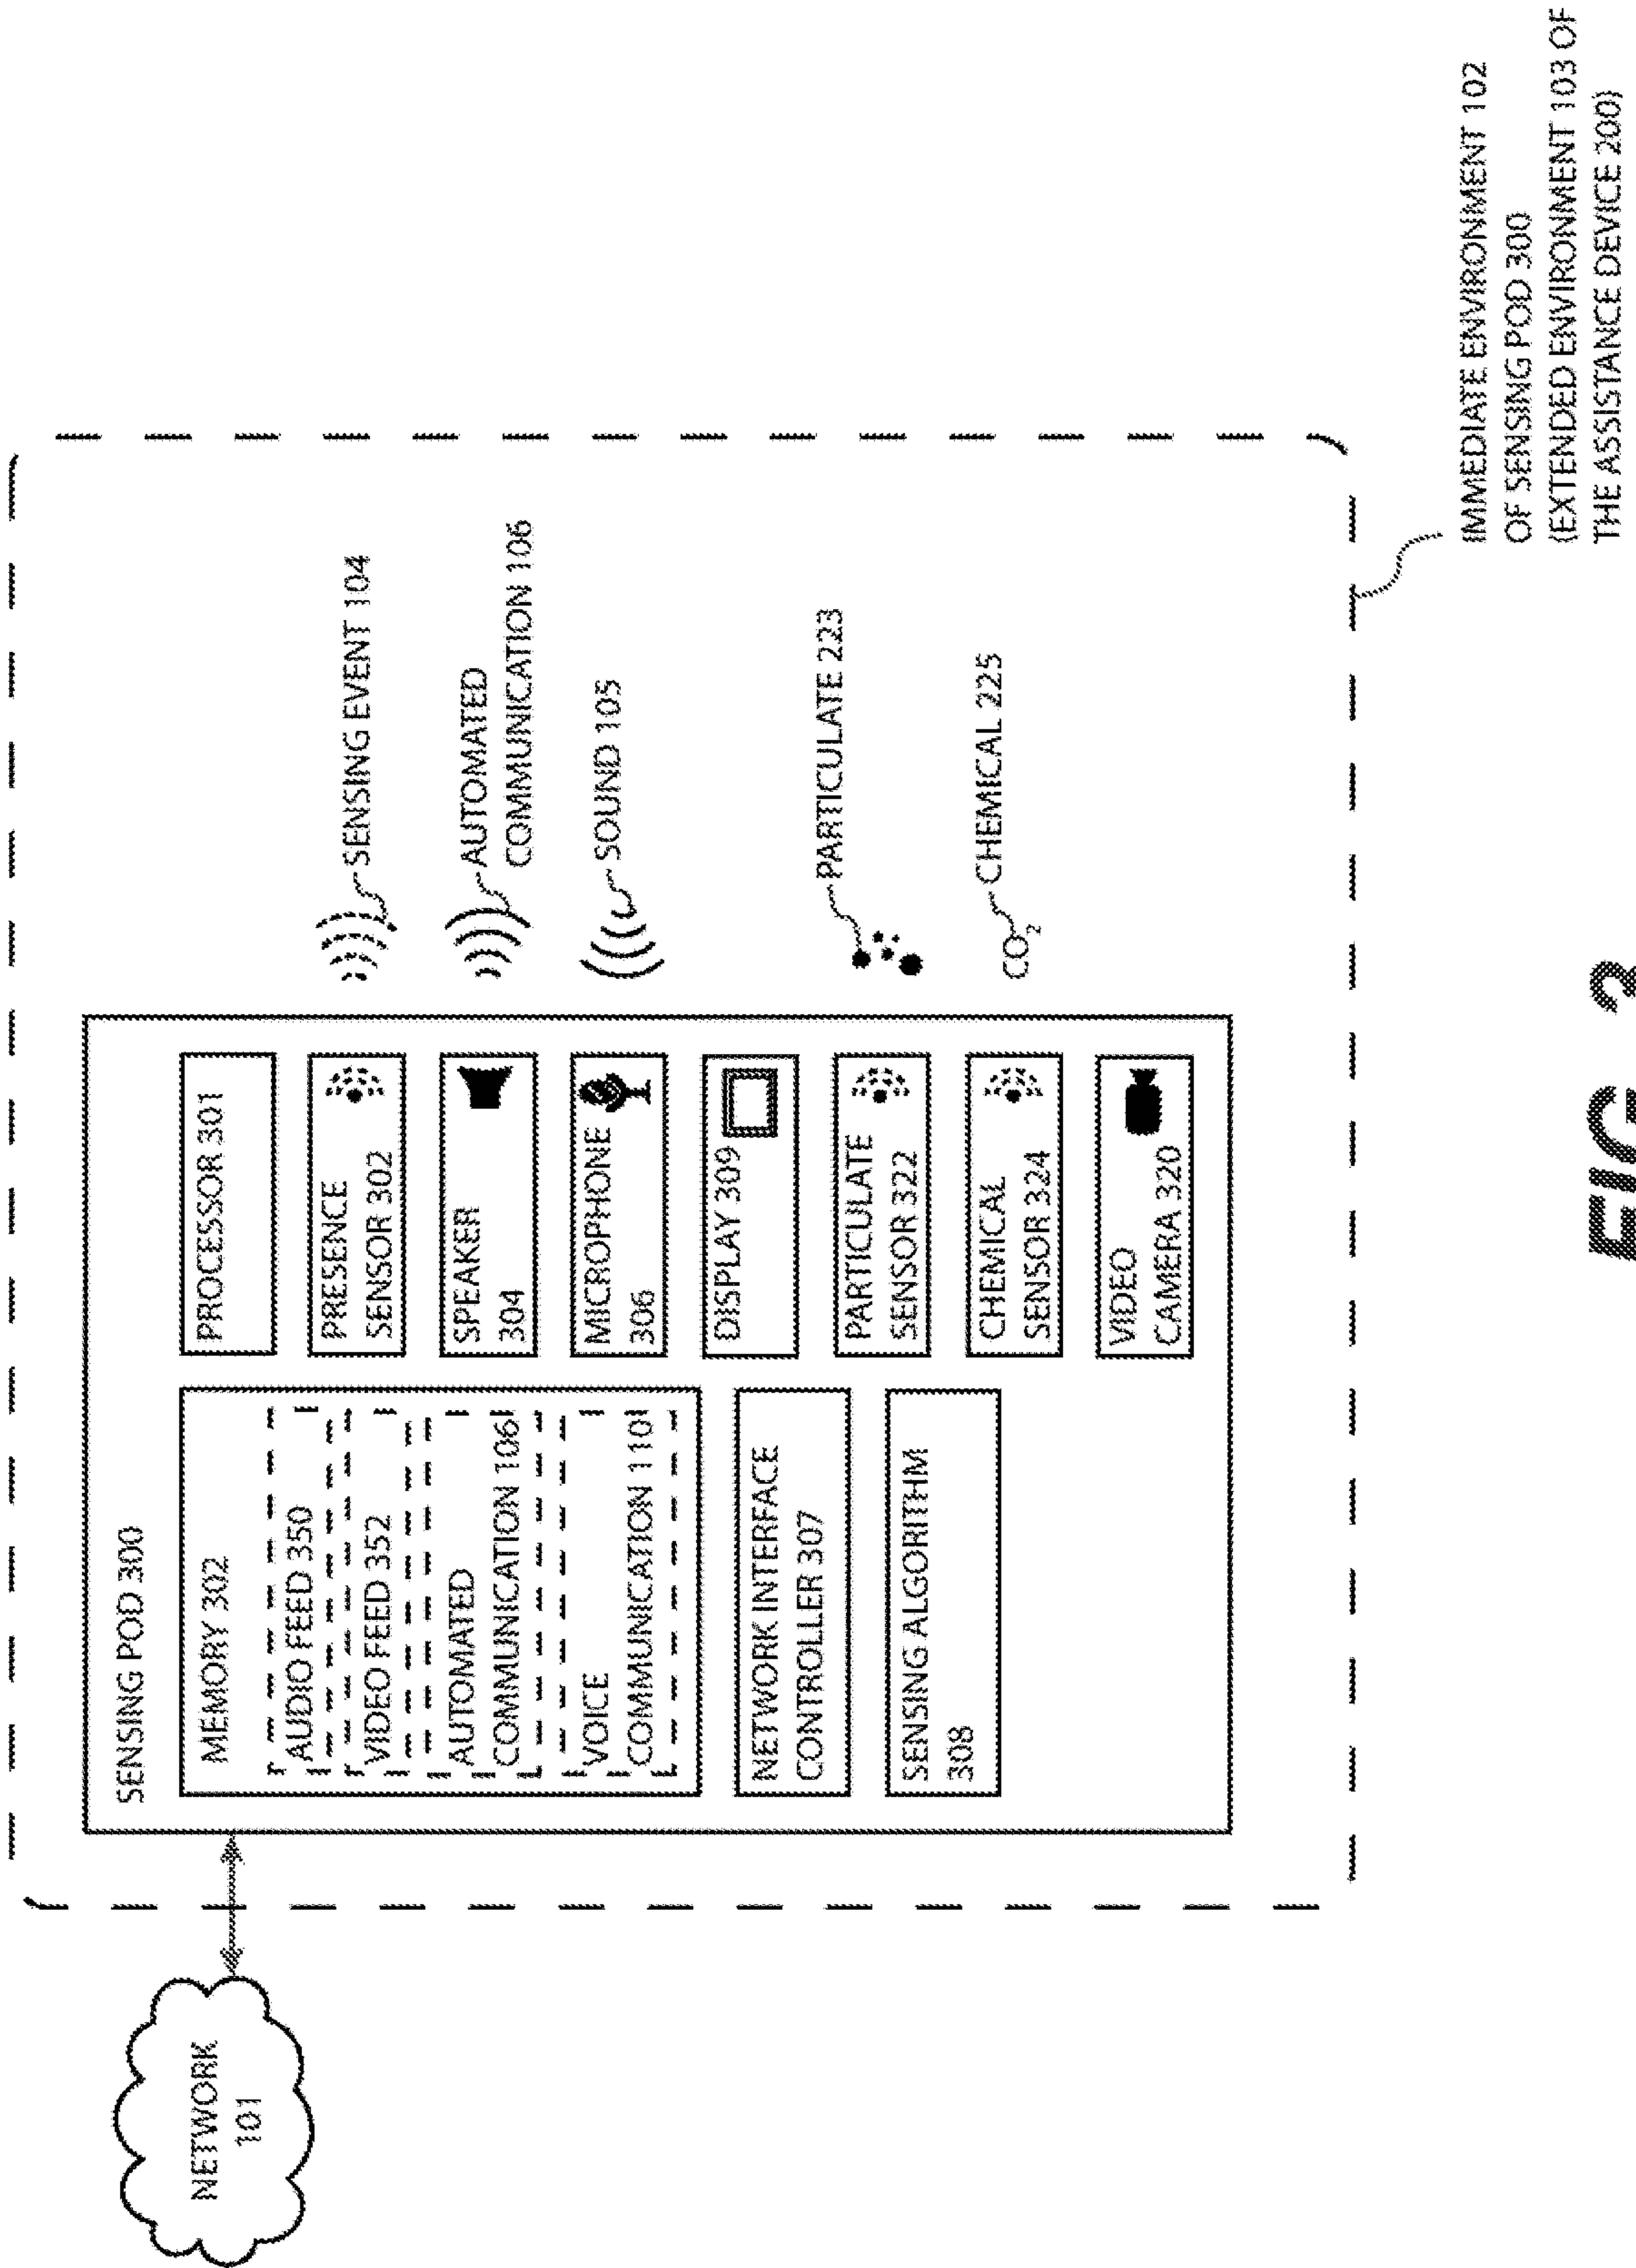 NETWORK
101
SENSING POD 300
MEMORY 302
AUDIO FEED 350
VIDEO FEED 352
AUTOMATED
COMMUNICATION 106
VOICE
COMMUNICATION 110
NETWORK INTERFACE
CONTROLLER 307
SENSING ALGORITHM
308
PROCESSOR 301
PRESENCE
SENSOR 302
SPEAKER
304
MICROPHONE
306
DISPLAY 309
PARTICULATE
SENSOR 322
CHEMICAL
SENSOR 324
VIDEO
CAMERA 320
SENSING EVENT 104
AUTOMATED
COMMUNICATION 106
SOUND 105
PARTICULATE 223
CO₂
CHEMICAL 225
IMMEDIATE ENVIRONMENT 102
OF SENSING POD 300
(EXTENDED ENVIRONMENT 103 OF
THE ASSISTANCE DEVICE 200)
FIG. 3